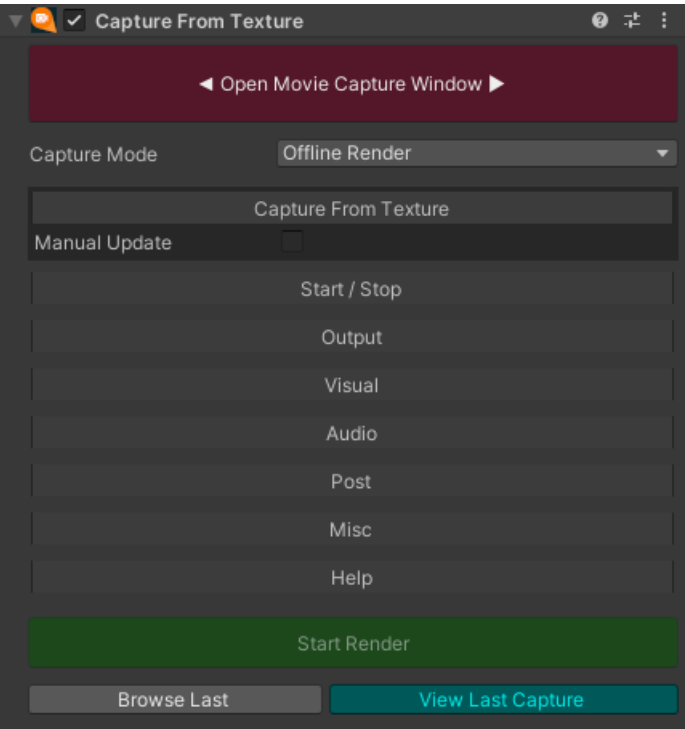 Capture From Texture
◄ Open Movie Capture Window ►
Capture Mode Offline Render
Capture From Texture
Manual Update
Start / Stop
Output
Visual
Audio
Post
Misc
Help
Start Render
Browse Last View Last Capture